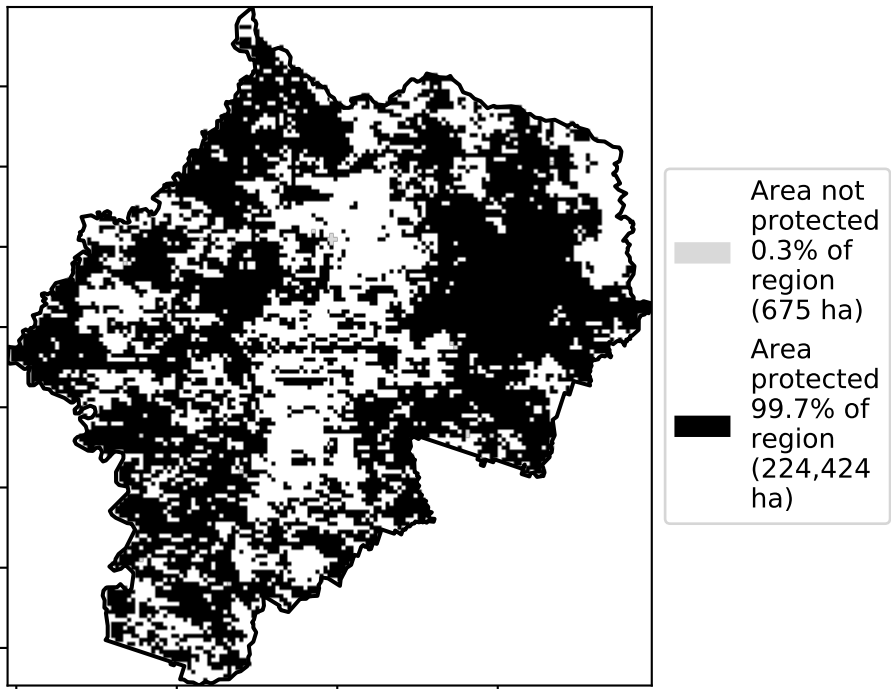 Area not
protected
0.3% of
region
(675 ha)
Area
protected
99.7% of
region
(224,424
ha)